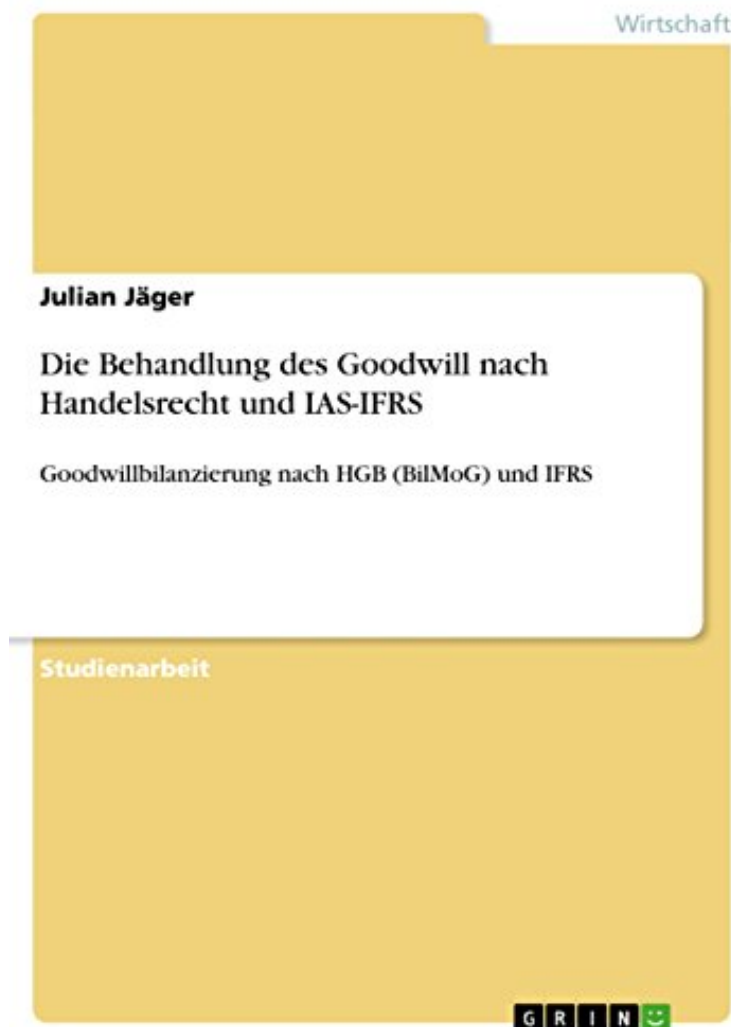 Wirtschaft
Julian Jäger
Die Behandlung des Goodwill nach
Handelsrecht und IAS-IFRS
Goodwillbilanzierung nach HGB (BilMoG) und IFRS
Studienarbeit
GRIN